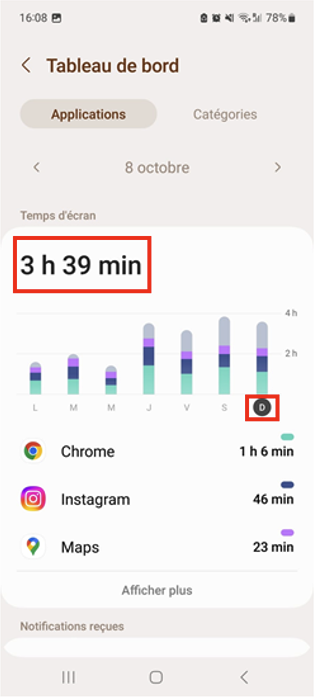 16:08 78%
Tableau de bord
Applications Catégories
8 octobre
Temps d'écran
3 h 39 min
4 h
2 h
L M M J V S D
Chrome 1 h 6 min
Instagram 46 min
Maps 23 min
Afficher plus
Notifications reçues